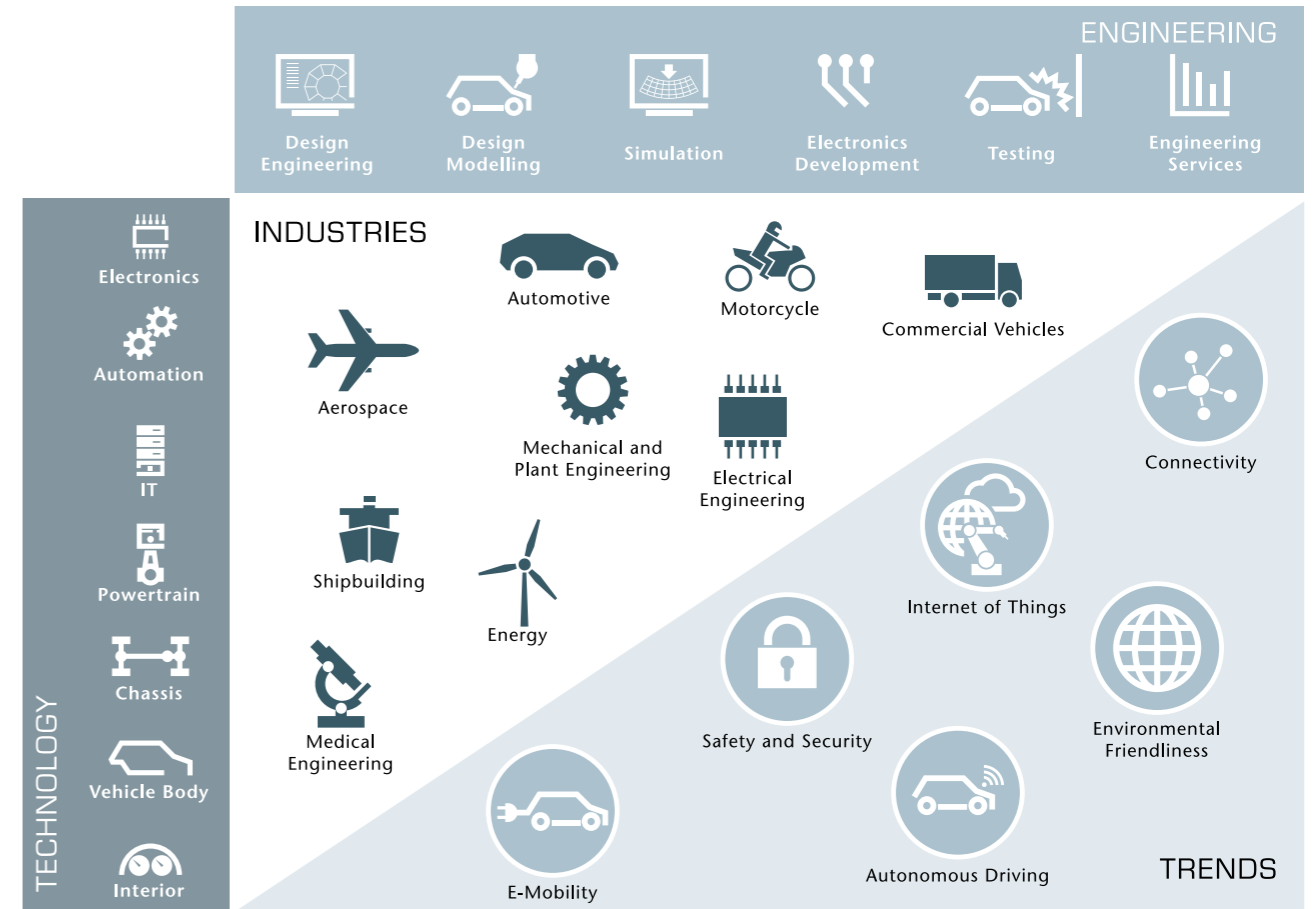 ENGINEERING
Design
Engineering
Design
Modelling
Simulation
Electronics
Development
Testing
Engineering
Services
TECHNOLOGY
Electronics
Automation
IT
Powertrain
Chassis
Vehicle Body
Interior
INDUSTRIES
Automotive
Motorcycle
Commercial Vehicles
Aerospace
Mechanical and
Plant Engineering
Electrical
Engineering
Shipbuilding
Energy
Medical
Engineering
Connectivity
Internet of Things
Safety and Security
Environmental
Friendliness
E-Mobility
Autonomous Driving
TRENDS